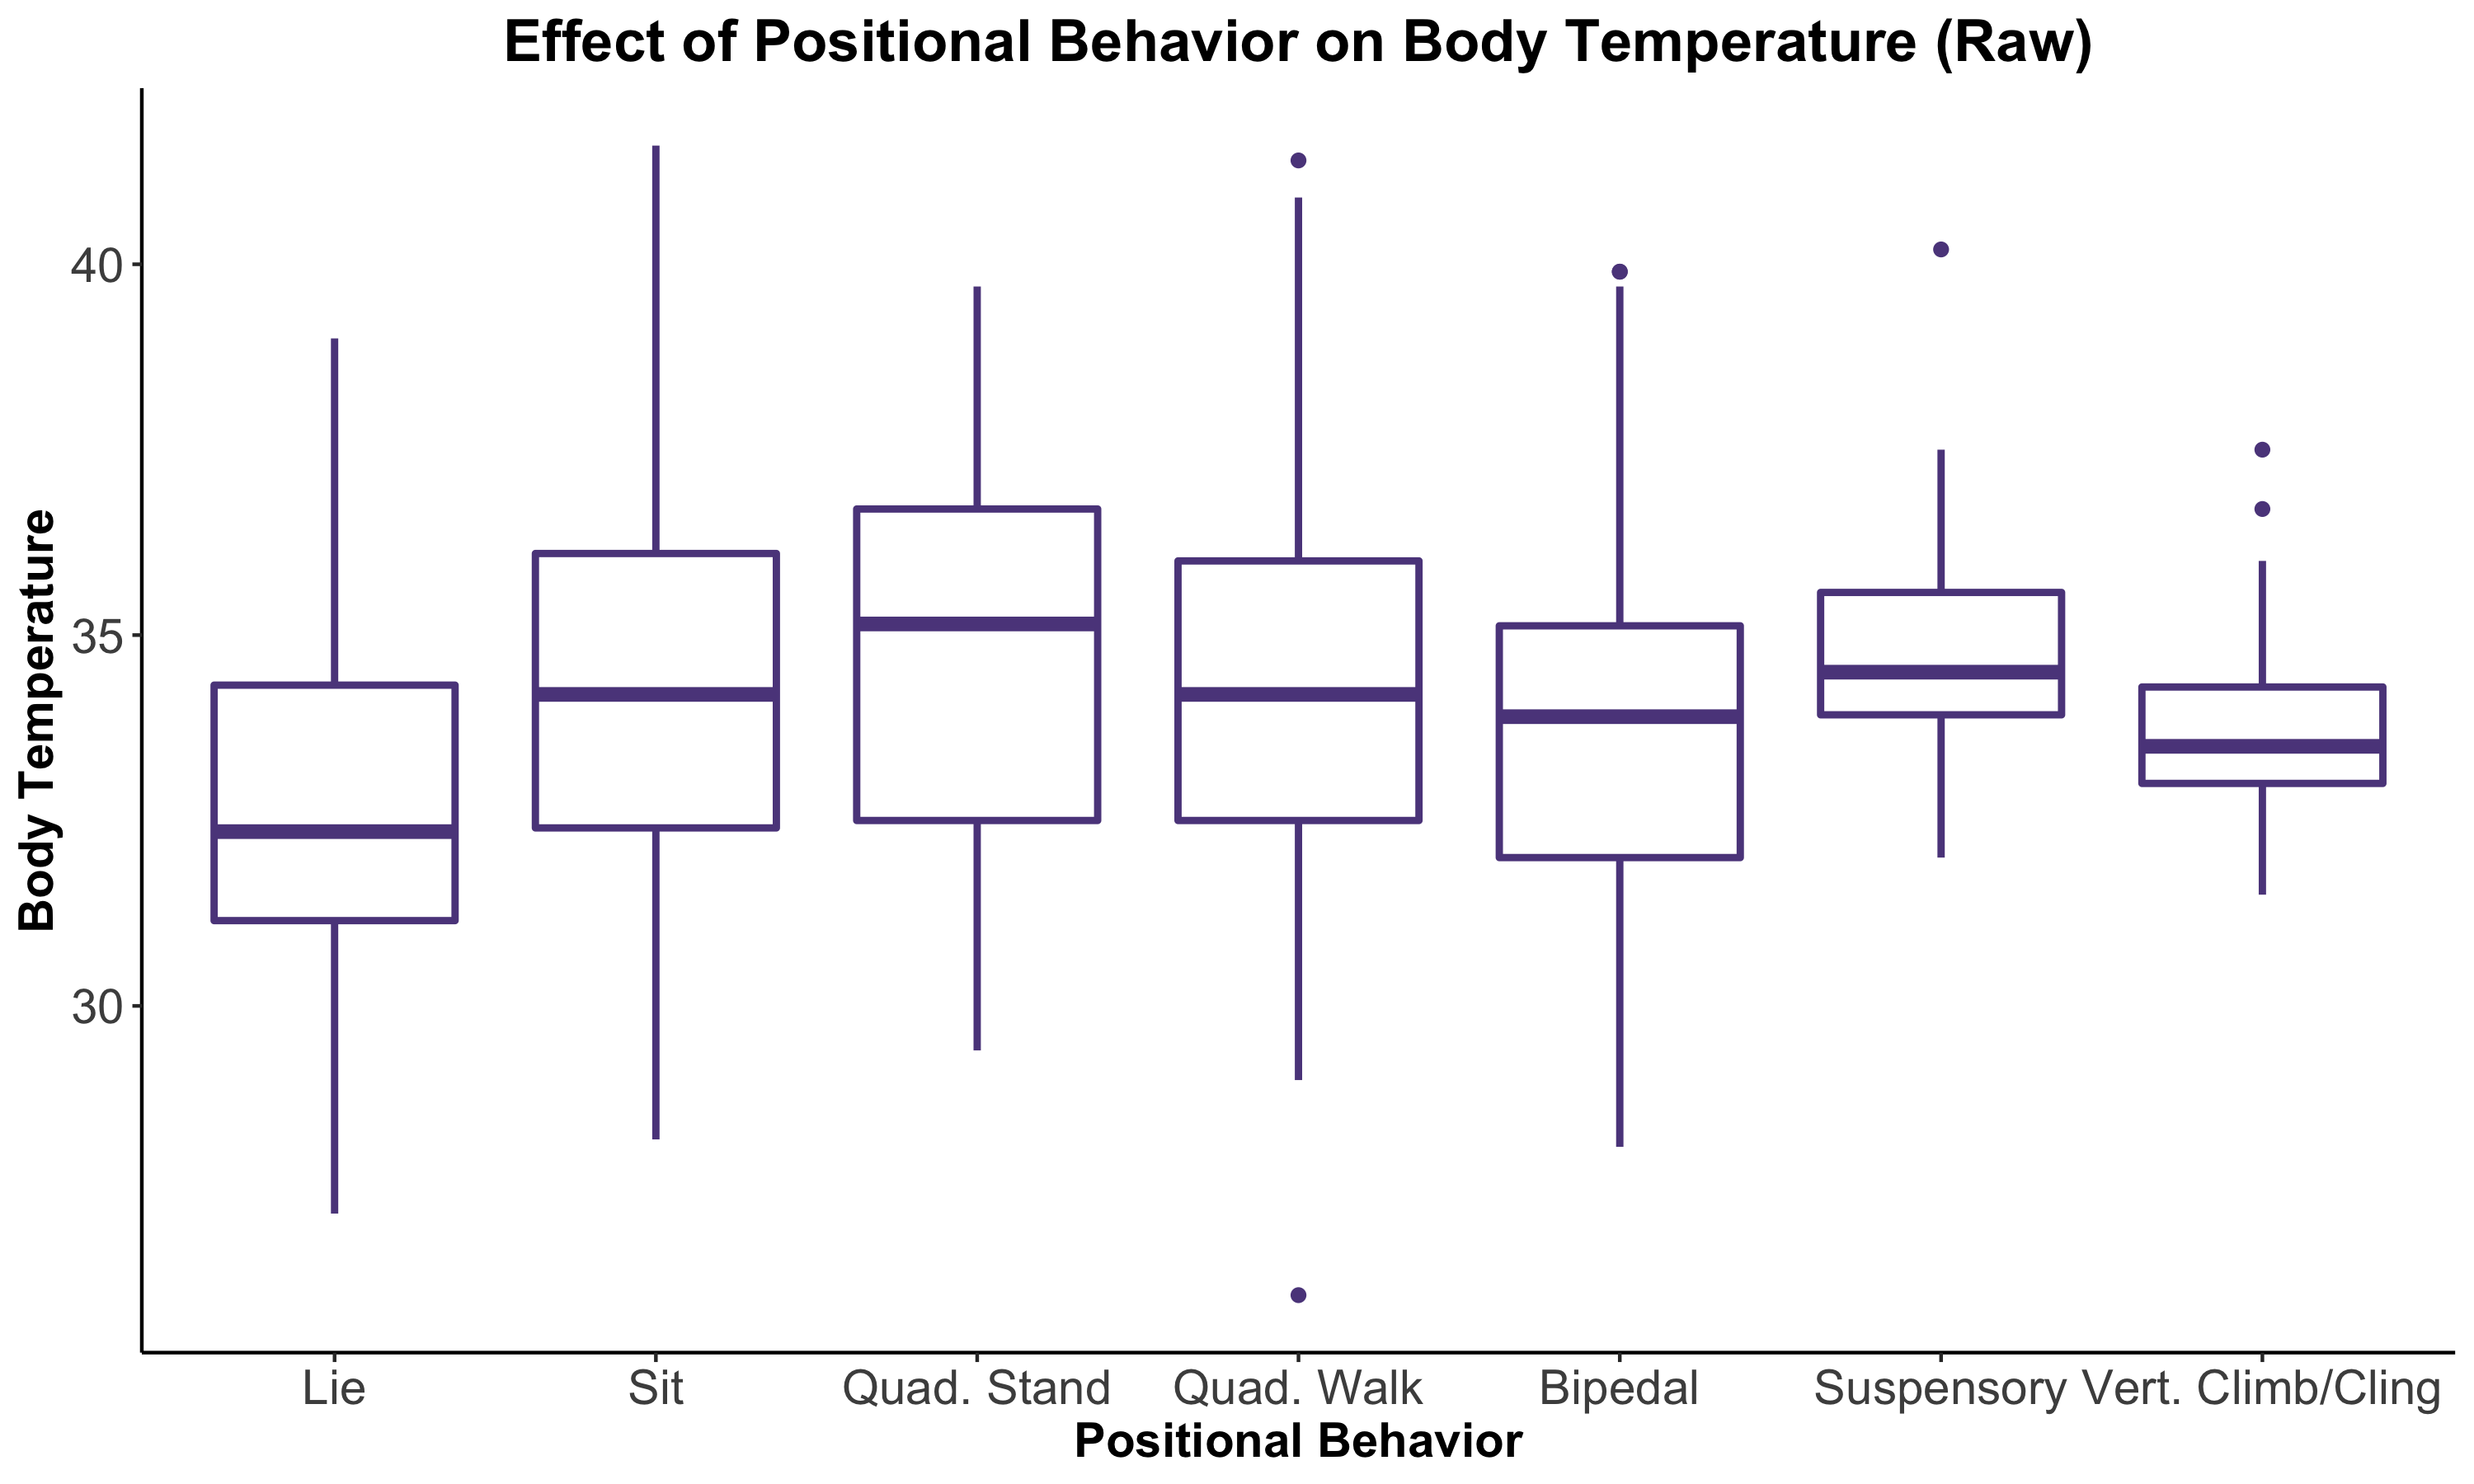 Effect of Positional Behavior on Body Temperature (Raw)
Body Temperature
40
35
30
Lie Sit Quad. Stand Quad. Walk Bipedal Suspensory Vert. Climb/Cling
Positional Behavior